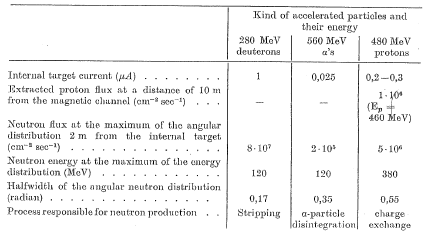 Kind of accelerated particles and
their energy
280 MeV deuterons 560 MeV α's 480 MeV protons
Internal target current (μA) . . . . . . . . 1 0,025 0,2–0,3
Extracted proton flux at a distance of 10 m
from the magnetic channel (cm⁻² sec⁻¹) . . . — — 1·10⁶ (Eₚ = 460 MeV)
Neutron flux at the maximum of the angular
distribution 2 m from the internal target
(cm⁻² sec⁻¹) . . . . . . . . . . . . . . . 8·10⁷ 2·10⁵ 5·10⁶
Neutron energy at the maximum of the energy
distribution (MeV) . . . . . . . . . . . . 120 120 380
Halfwidth of the angular neutron distribution
(radian) . . . . . . . . . . . . . . . . . 0,17 0,35 0,55
Process responsible for neutron production . . Stripping α-particle disintegration charge exchange